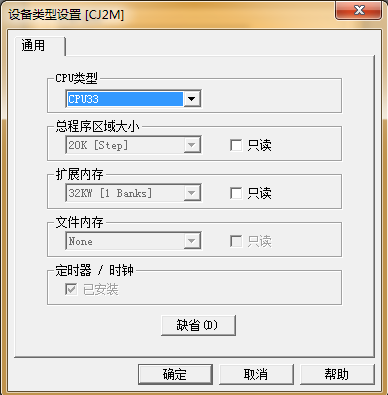 设备类型设置 [CJ2M]
通用
CPU类型
CPU33
总程序区域大小
20K [Step]
只读
扩展内存
32KW [1 Banks]
只读
文件内存
None
只读
定时器 / 时钟
已安装
缺省(D)
确定
取消
帮助